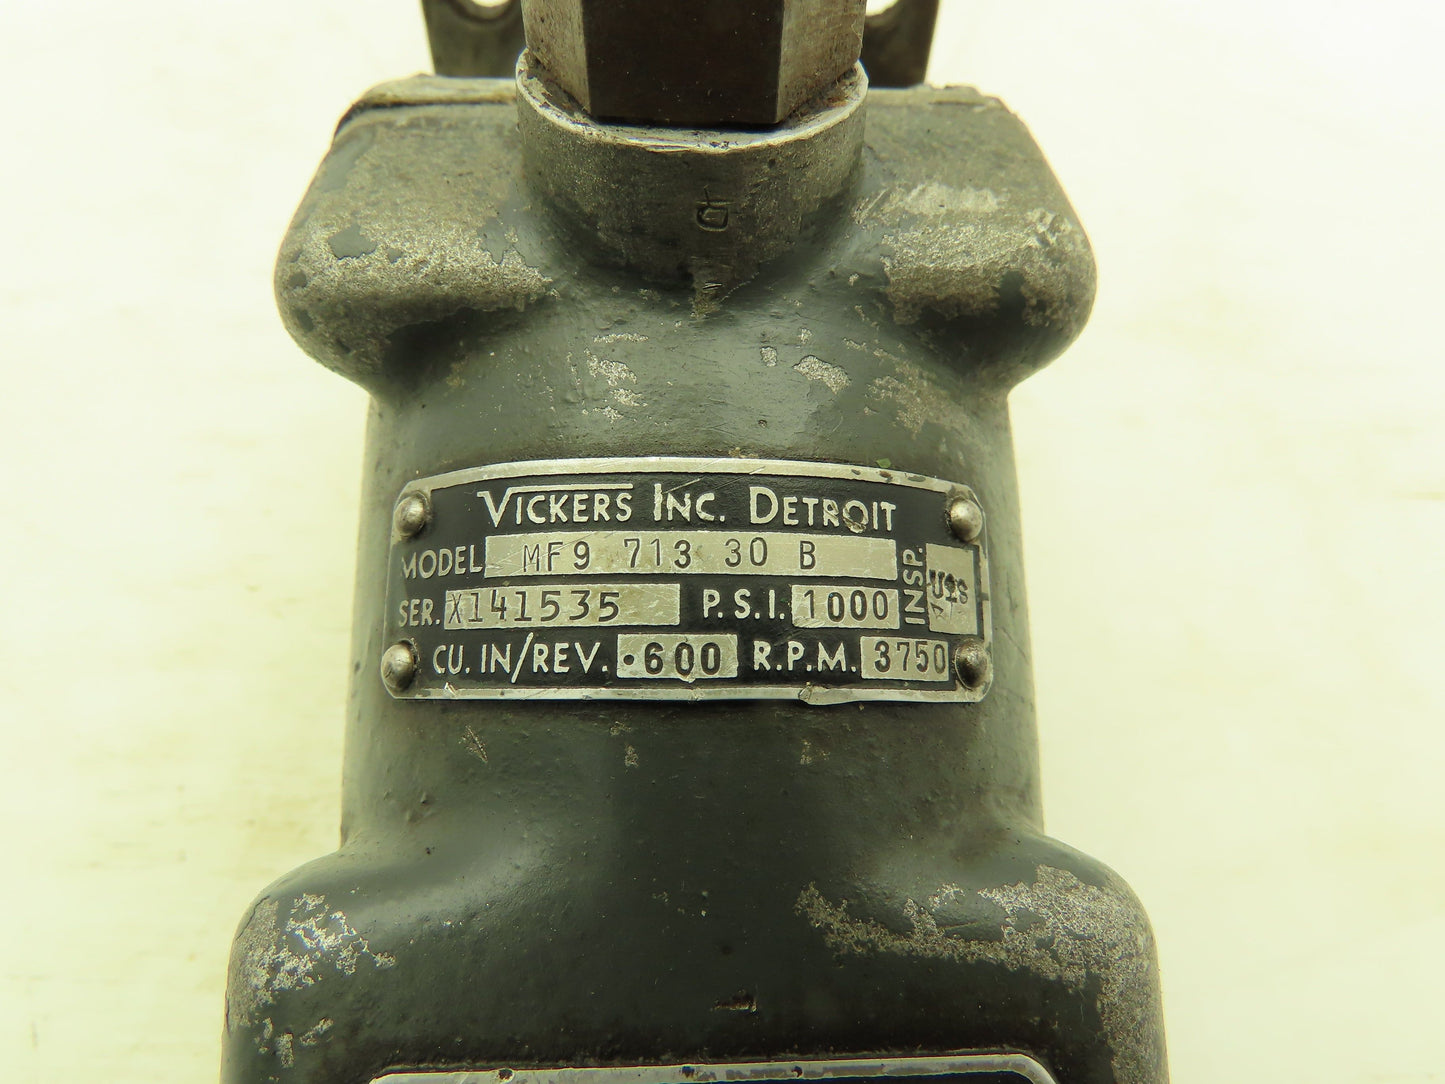 VICKERS INC. DETROIT
MODEL MF9 713 30 B
SER. X141535 P.S.I. 1000 INSP.
CU. IN/REV. .600 R.P.M. 3750